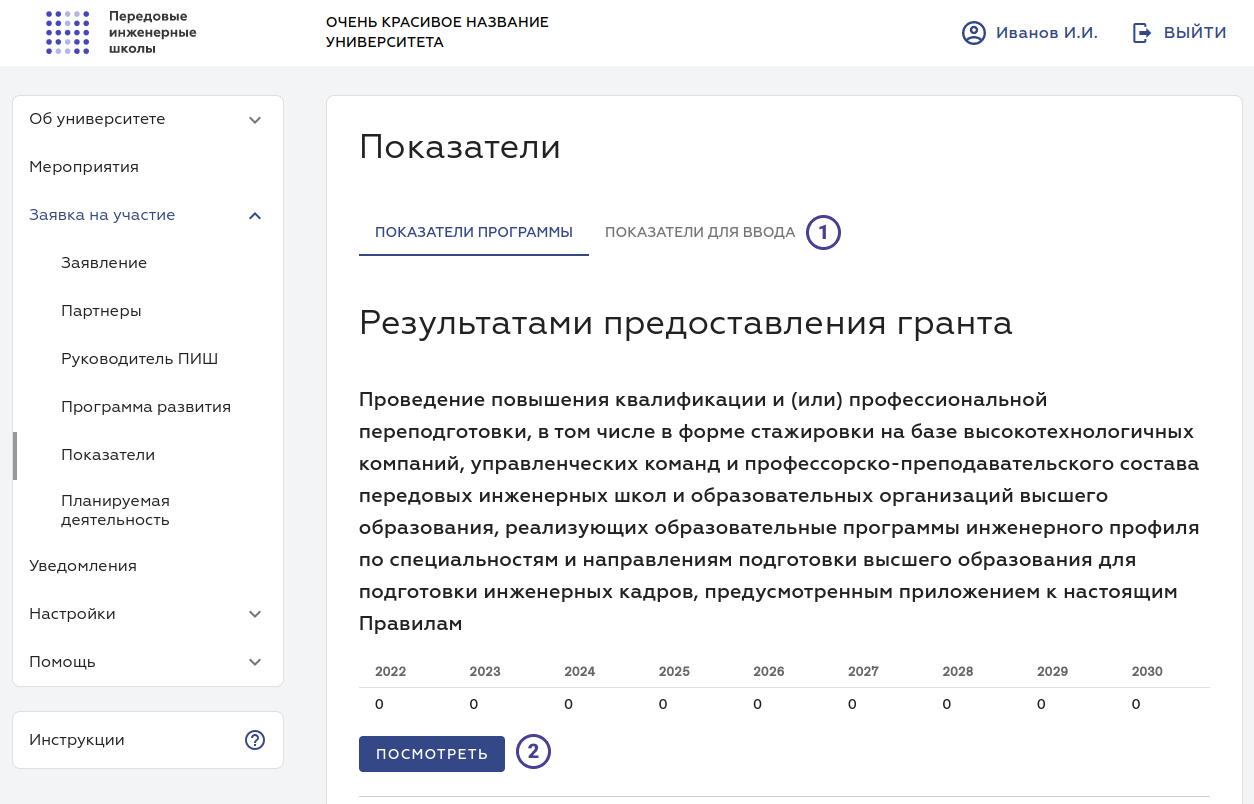 Передовые
инженерные
школы
ОЧЕНЬ КРАСИВОЕ НАЗВАНИЕ
УНИВЕРСИТЕТА
Иванов И.И.
ВЫЙТИ
Об университете
Мероприятия
Заявка на участие
Заявление
Партнеры
Руководитель ПИШ
Программа развития
Показатели
Планируемая
деятельность
Уведомления
Настройки
Помощь
Инструкции ?
Показатели
ПОКАЗАТЕЛИ ПРОГРАММЫ ПОКАЗАТЕЛИ ДЛЯ ВВОДА 1
Результатами предоставления гранта
Проведение повышения квалификации и (или) профессиональной
переподготовки, в том числе в форме стажировки на базе высокотехнологичных
компаний, управленческих команд и профессорско-преподавательского состава
передовых инженерных школ и образовательных организаций высшего
образования, реализующих образовательные программы инженерного профиля
по специальностям и направлениям подготовки высшего образования для
подготовки инженерных кадров, предусмотренным приложением к настоящим
Правилам
2022 2023 2024 2025 2026 2027 2028 2029 2030
0 0 0 0 0 0 0 0 0
ПОСМОТРЕТЬ 2